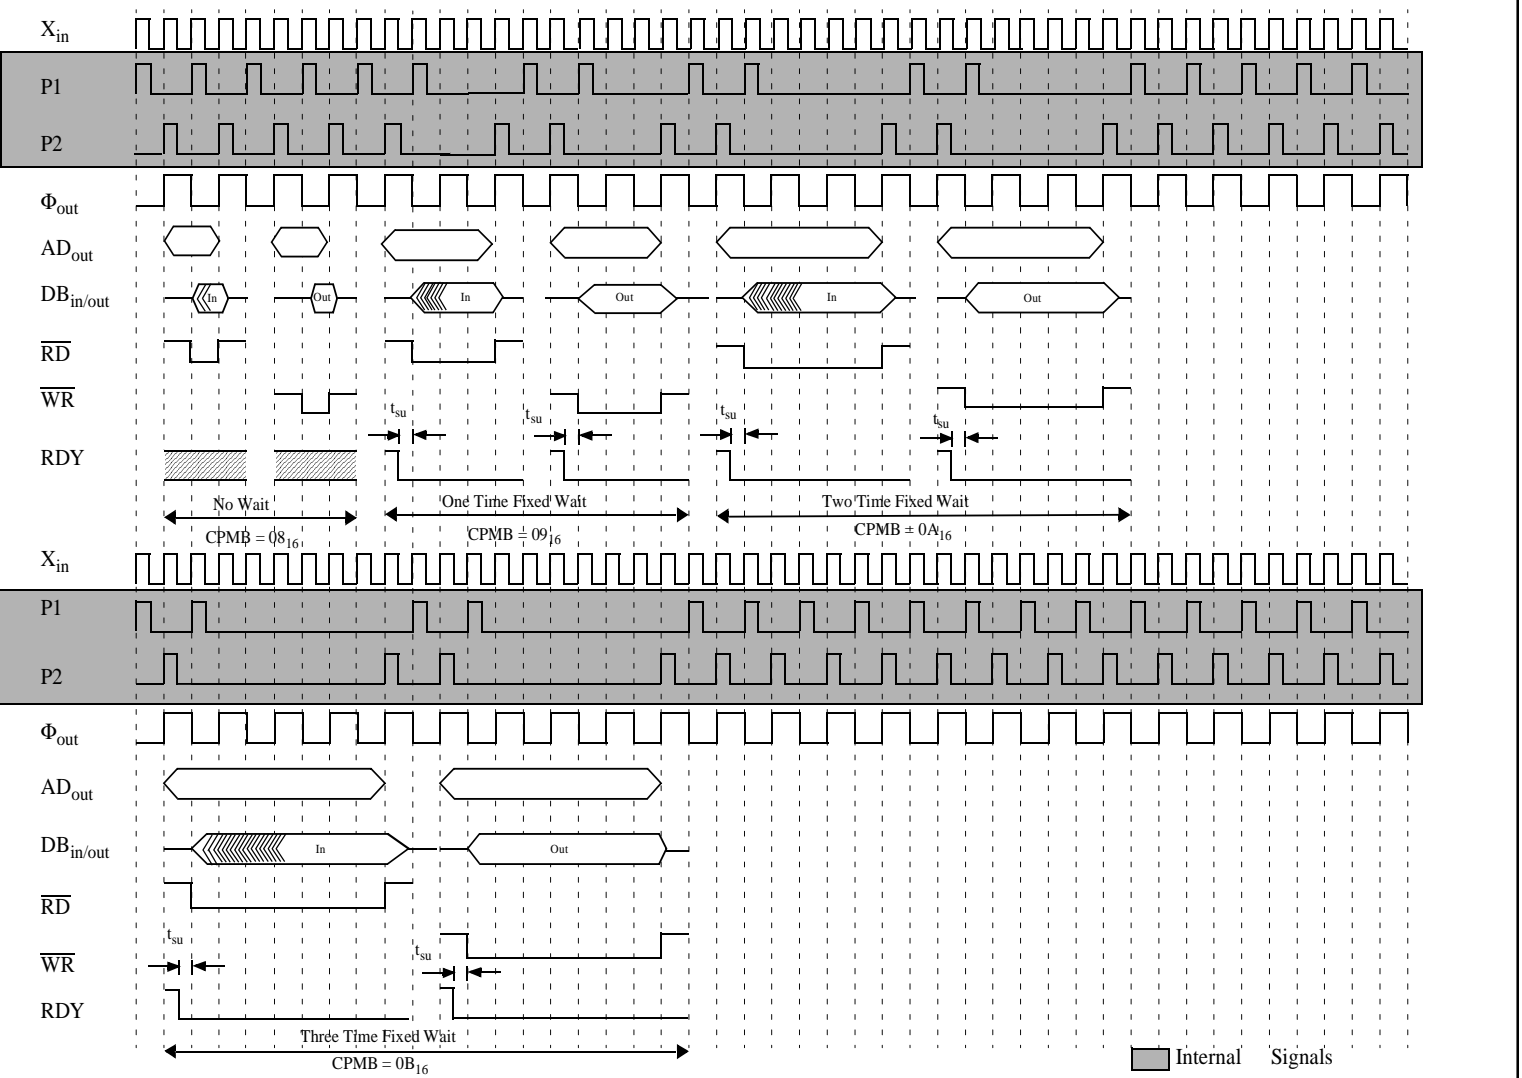 Xin
P1
P2
Φout
ADout
DBin/out
In
Out
In
Out
In
Out
RD
WR
tsu
tsu
tsu
tsu
RDY
No Wait
One Time Fixed Wait
Two Time Fixed Wait
CPMB = 0816
CPMB = 0916
CPMB = 0A16
Xin
P1
P2
Φout
ADout
DBin/out
In
Out
RD
tsu
tsu
WR
RDY
Three Time Fixed Wait
CPMB = 0B16
Internal Signals